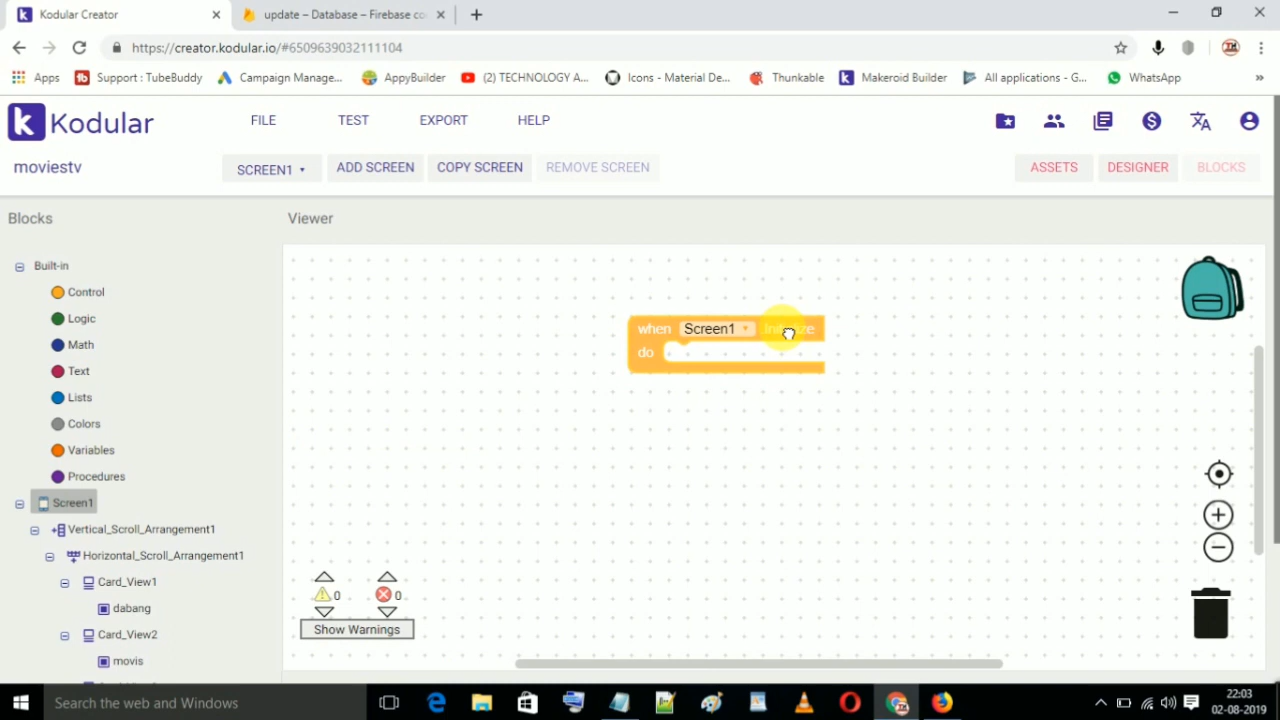 Kodular Creator
update – Database – Firebase co
https://creator.kodular.io/#6509639032111104
Apps
Support : TubeBuddy
Campaign Manage...
AppyBuilder
(2) TECHNOLOGY A...
Icons - Material De...
Thunkable
Makeroid Builder
All applications - G...
WhatsApp
»
Kodular
FILE
TEST
EXPORT
HELP
moviestv
SCREEN1
ADD SCREEN
COPY SCREEN
REMOVE SCREEN
ASSETS
DESIGNER
BLOCKS
Blocks
Viewer
Built-in
Control
Logic
Math
Text
Lists
Colors
Variables
Procedures
Screen1
Vertical_Scroll_Arrangement1
Horizontal_Scroll_Arrangement1
Card_View1
dabang
Card_View2
movis
when Screen1
do
0
0
Show Warnings
Search the web and Windows
22:03
02-08-2019